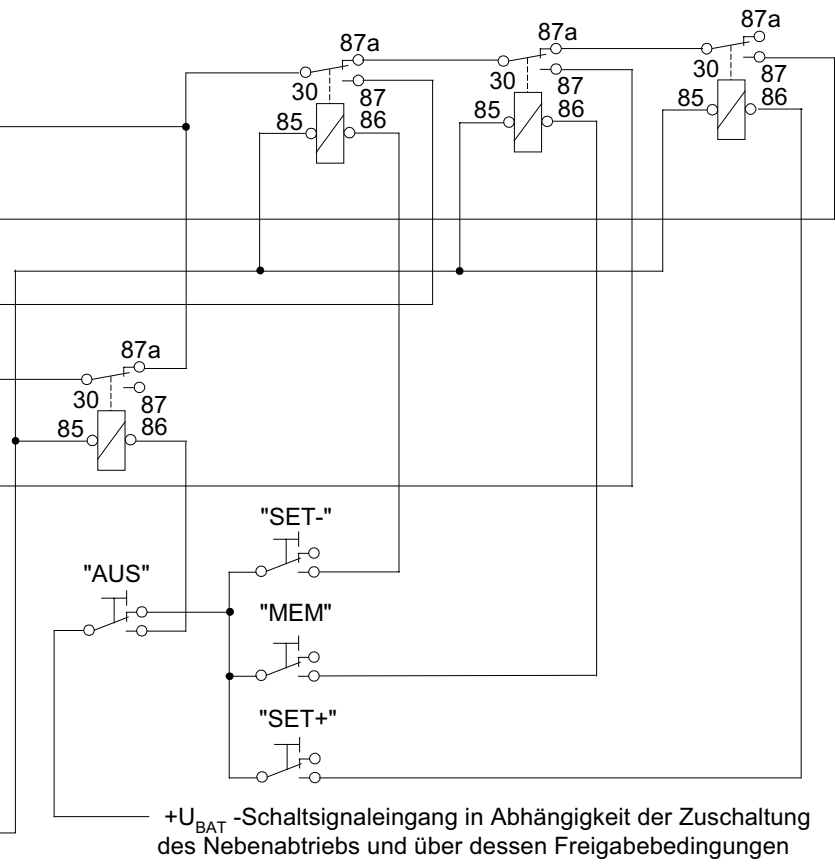 87a
87a
87a
30
87
30
87
30
87
85
86
85
86
85
86
87a
30
87
85
86
"SET-"
"AUS"
"MEM"
"SET+"
+UBAT -Schaltsignaleingang in Abhängigkeit der Zuschaltung
des Nebenabtriebs und über dessen Freigabebedingungen